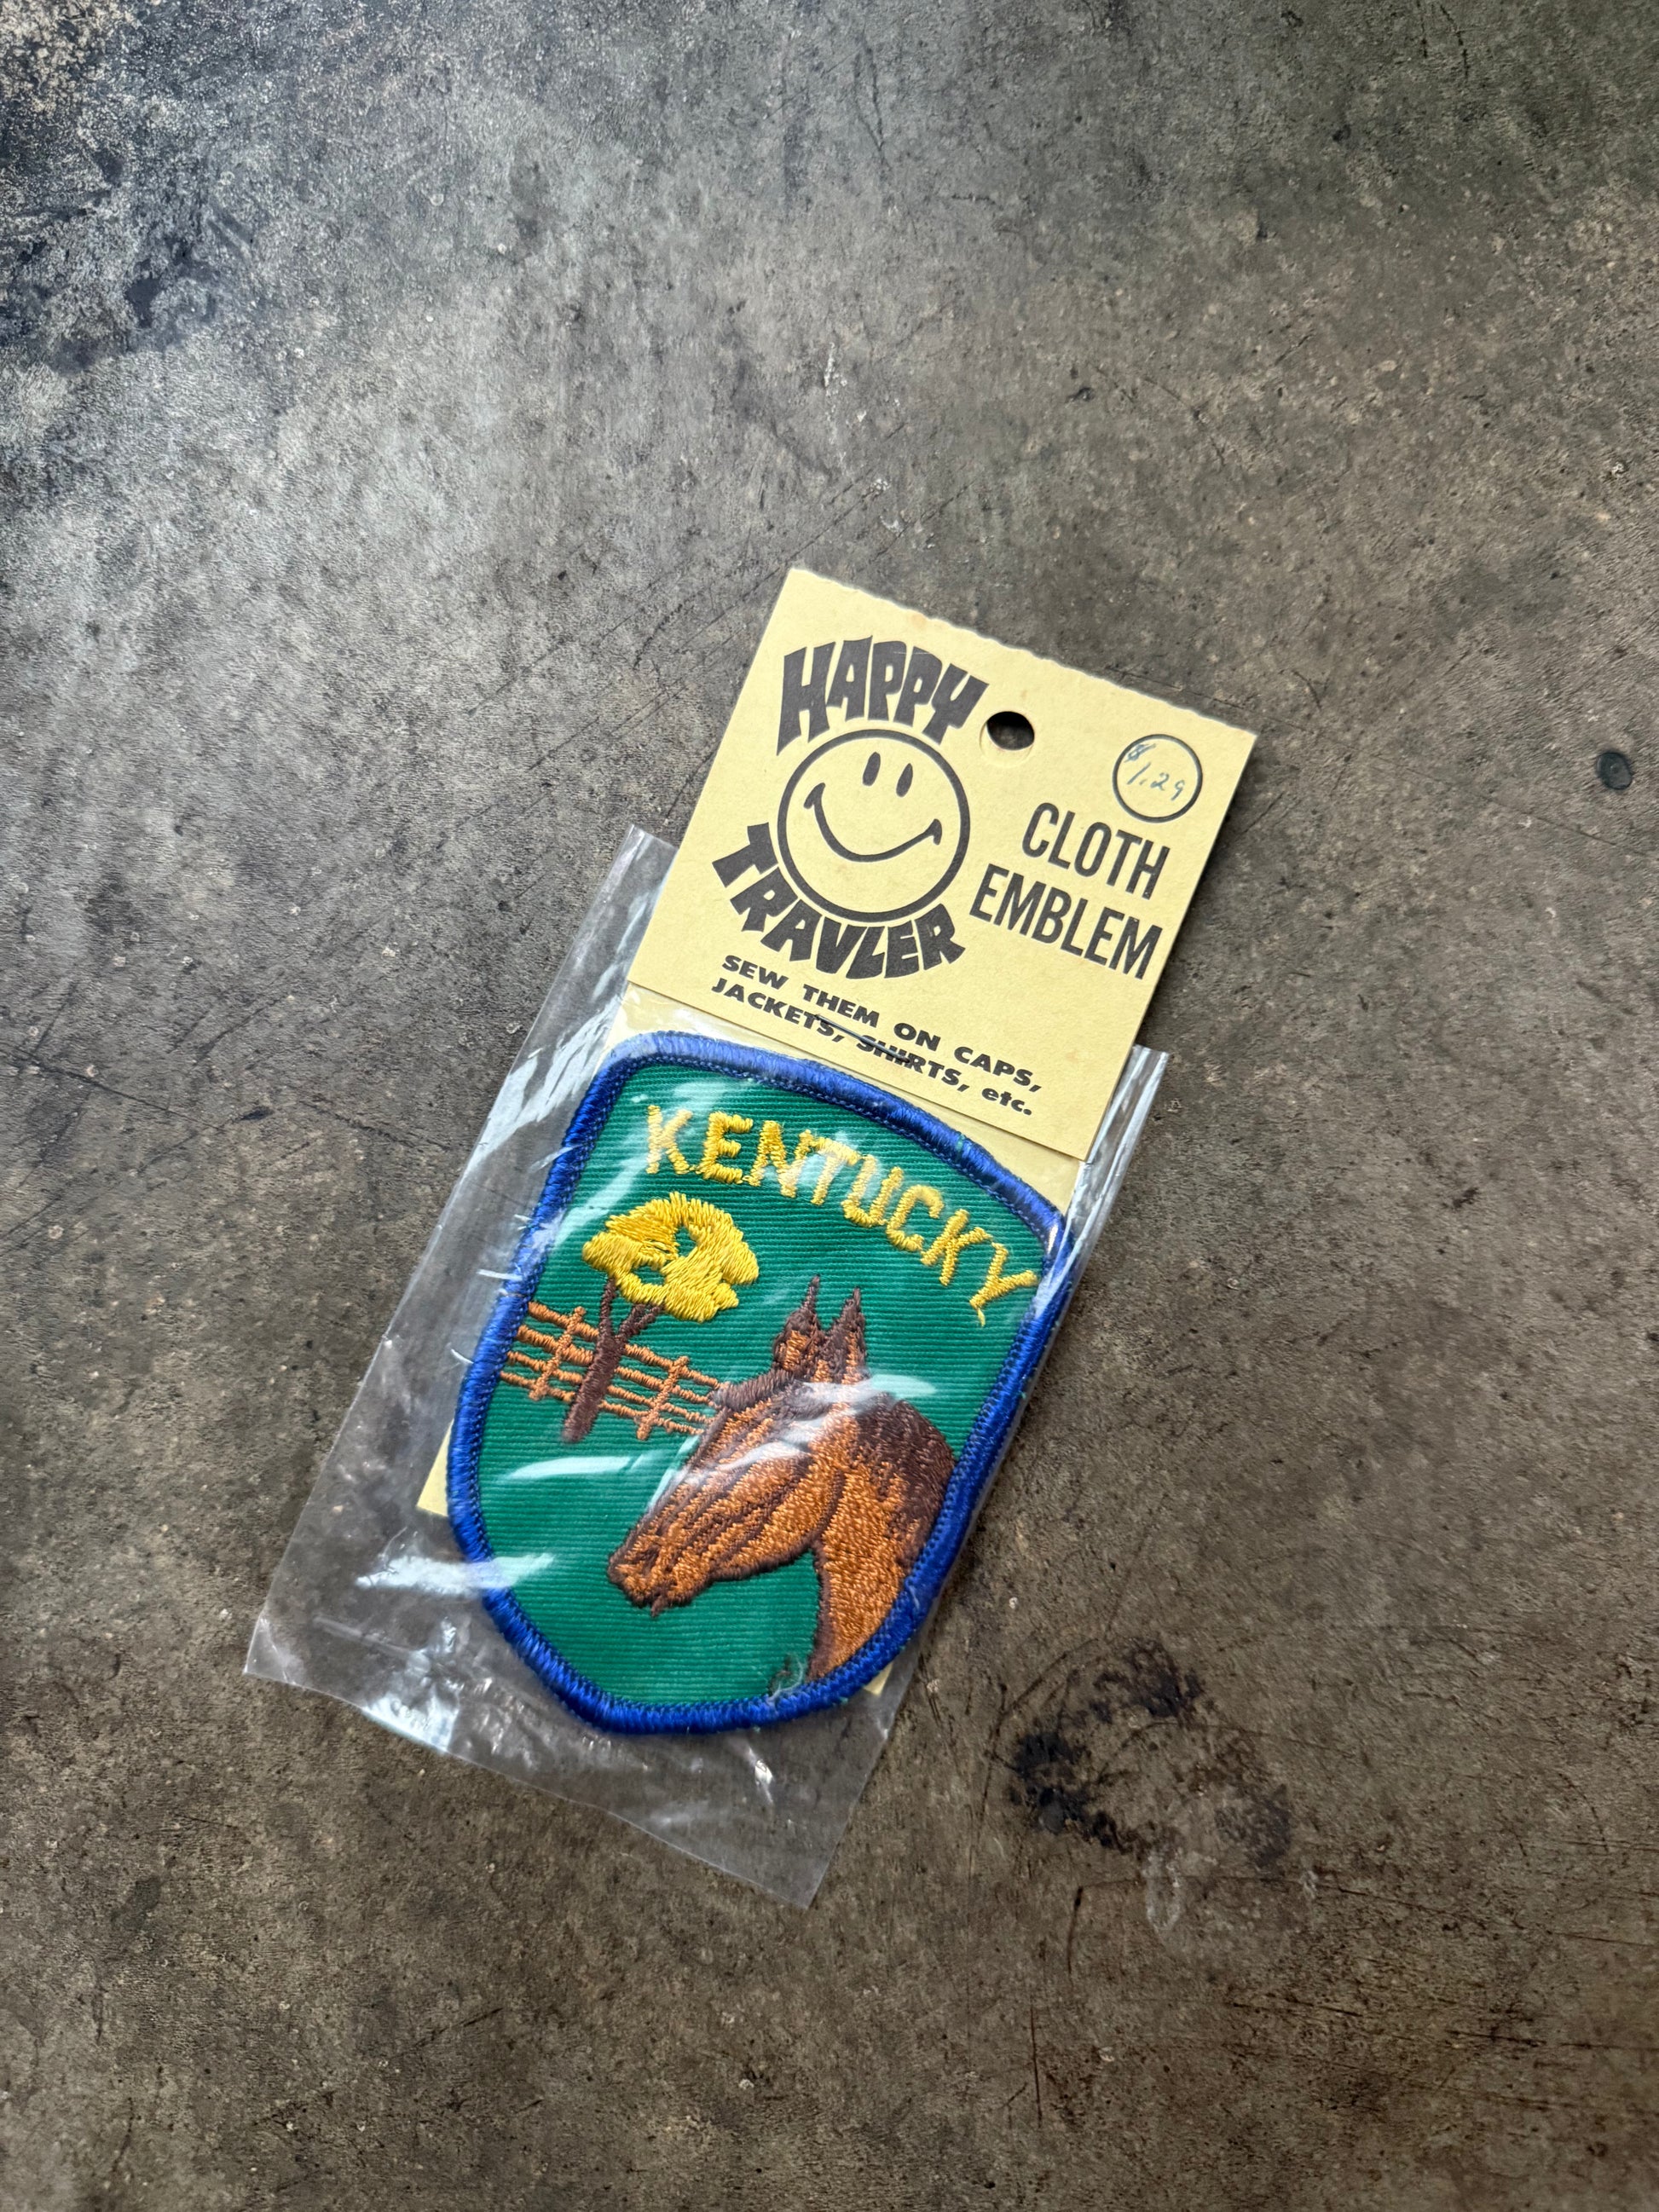 HAPPY
TRAVLER
$1.29
CLOTH
EMBLEM
SEW THEM ON CAPS,
JACKETS, SHIRTS, etc.
KENTUCKY